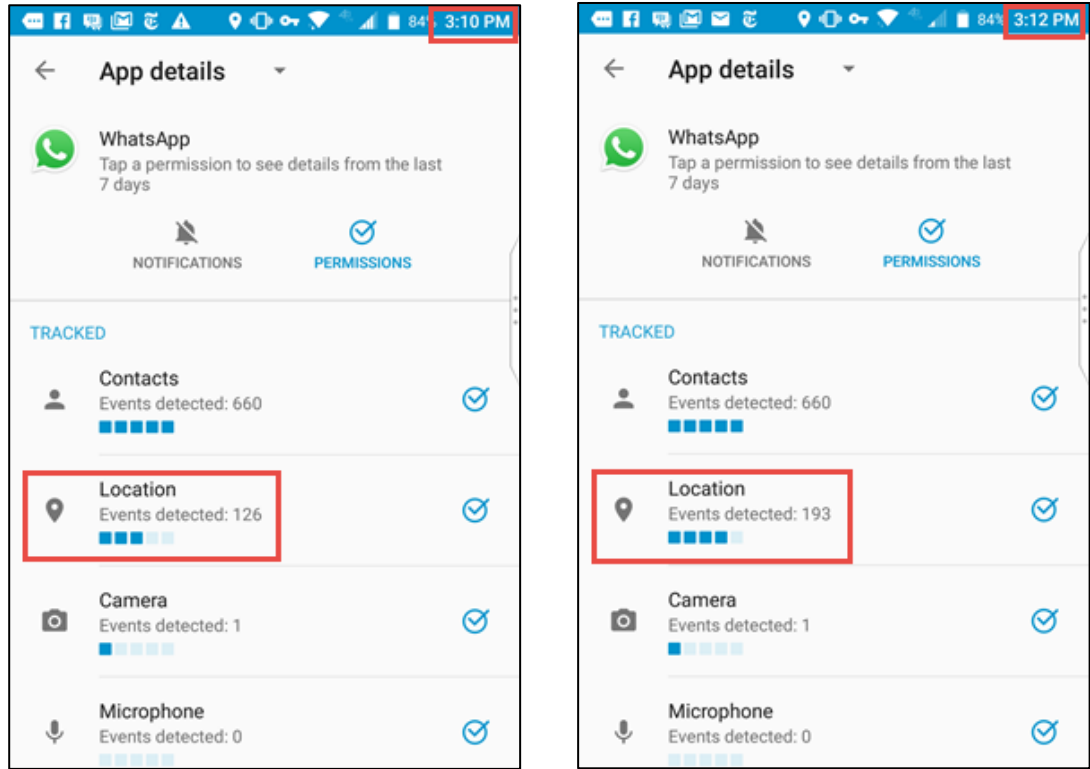 84% 3:10 PM
App details
WhatsApp
Tap a permission to see details from the last
7 days
NOTIFICATIONS PERMISSIONS
TRACKED
Contacts
Events detected: 660
Location
Events detected: 126
Camera
Events detected: 1
Microphone
Events detected: 0
84% 3:12 PM
App details
WhatsApp
Tap a permission to see details from the last
7 days
NOTIFICATIONS PERMISSIONS
TRACKED
Contacts
Events detected: 660
Location
Events detected: 193
Camera
Events detected: 1
Microphone
Events detected: 0